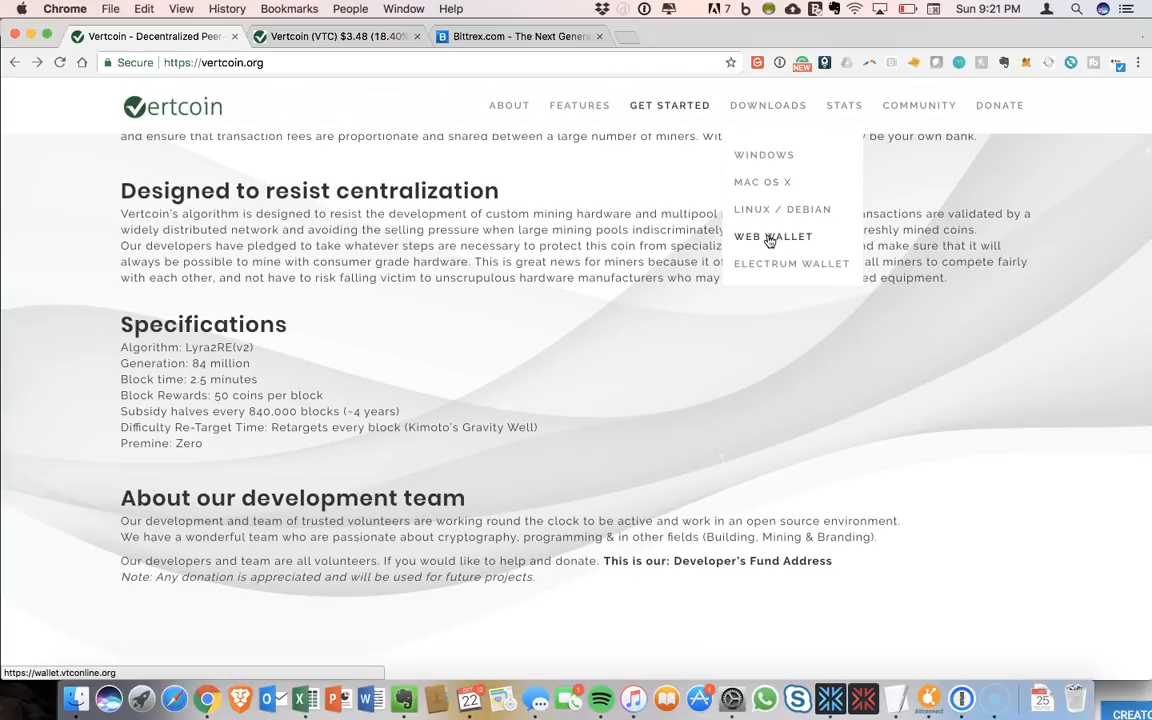 Chrome File Edit View History Bookmarks People Window Help
7
Sun 9:21 PM
Vertcoin - Decentralized Peer-
Vertcoin (VTC) $3.48 (18.40%
Bittrex.com - The Next Genera
Secure https://vertcoin.org
NEW
Vertcoin
ABOUT FEATURES GET STARTED DOWNLOADS STATS COMMUNITY DONATE
and ensure that transaction fees are proportionate and shared between a large number of miners. Wit y be your own bank.
WINDOWS
MAC OS X
LINUX / DEBIAN
WEB WALLET
ELECTRUM WALLET
Designed to resist centralization
Vertcoin's algorithm is designed to resist the development of custom mining hardware and multipool ansactions are validated by a
widely distributed network and avoiding the selling pressure when large mining pools indiscriminately reshly mined coins.
Our developers have pledged to take whatever steps are necessary to protect this coin from specializ and make sure that it will
always be possible to mine with consumer grade hardware. This is great news for miners because it of all miners to compete fairly
with each other, and not have to risk falling victim to unscrupulous hardware manufacturers who may ed equipment.
Specifications
Algorithm: Lyra2RE(v2)
Generation: 84 million
Block time: 2.5 minutes
Block Rewards: 50 coins per block
Subsidy halves every 840,000 blocks (~4 years)
Difficulty Re-Target Time: Retargets every block (Kimoto's Gravity Well)
Premine: Zero
About our development team
Our development and team of trusted volunteers are working round the clock to be active and work in an open source environment.
We have a wonderful team who are passionate about cryptography, programming & in other fields (Building, Mining & Branding).
Our developers and team are all volunteers. If you would like to help and donate. This is our: Developer's Fund Address
Note: Any donation is appreciated and will be used for future projects.
https://wallet.vtconline.org
22
25
bitconnect
CREATO